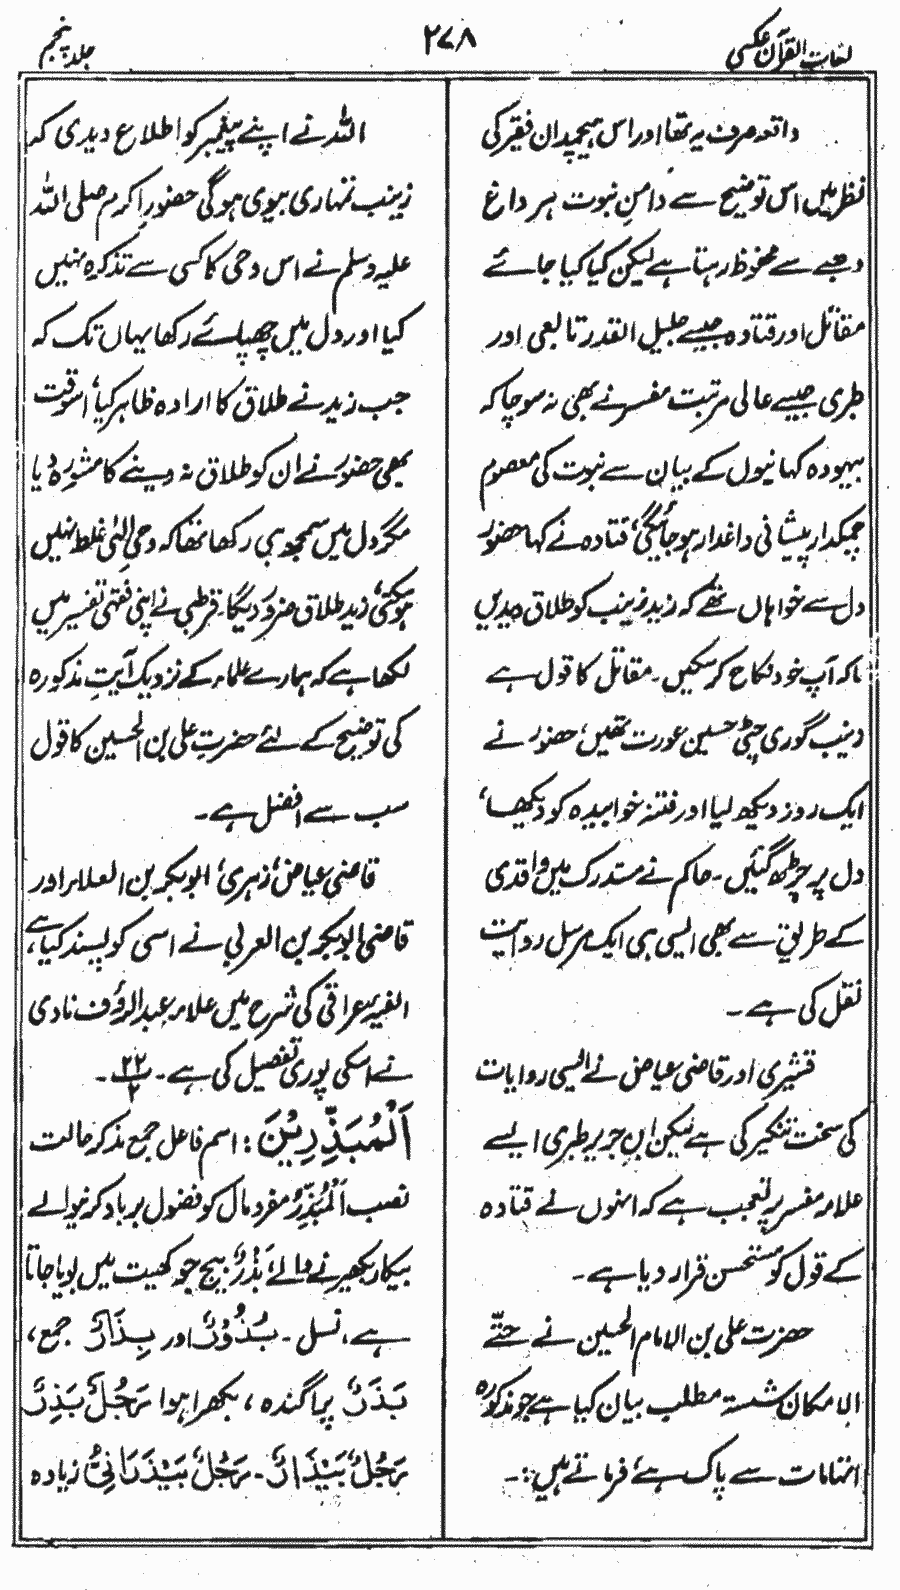 لغات القرآن عکسی
۲۷۸
جلد پنجم
واقعہ صرف یہ تھا اور اس ہیچمداں فقیر کی
نظر میں اس توضیح سے دامنِ نبوت ہر داغ
دھبے سے محفوظ رہتا ہے لیکن کیا کیا جائے
مقاتل اور قتادہ جیسے جلیل القدر تابعی اور
طبری جیسے عالی مرتبت مفسر نے بھی نہ سوچا کہ
بیہودہ کہانیوں کے بیان سے نبوت کی معصوم
چمکدار پیشانی داغدار ہو جائیگی، قتادہ نے کہا حضور
دل سے خواہاں تھے کہ زید زینب کو طلاق دیدیں
تاکہ آپ خود نکاح کر سکیں۔ مقاتل کا قول ہے
زینب گوری چٹی حسین عورت تھیں، حضور نے
ایک روز دیکھ لیا اور فتنۂ خوابیدہ کو دیکھا،
دل پر چڑھ گئیں۔ حاکم نے مستدرک میں واقدی
کے طریق سے بھی ایسی ہی ایک مرسل روایت
نقل کی ہے۔
قشیری اور قاضی عیاض نے ایسی روایات
کی سخت تنکیر کی ہے لیکن ابن جریر طبری ایسے
علامہ مفسر پر تعجب ہے کہ انہوں نے قتادہ
کے قول کو مستحسن قرار دیا ہے۔
حضرت علی بن الامام الحسین نے حتّے
الامکان شستہ مطلب بیان کیا ہے جو مذکورہ
اتہامات سے پاک ہے، فرماتے ہیں:۔
اللہ نے اپنے پیغمبر کو اطلاع دیدی کہ
زینب تمہاری بیوی ہوگی حضور اکرم صلی اللہ
علیہ وسلم نے اس وحی کا کسی سے تذکرہ نہیں
کیا اور دل میں چھپائے رکھا یہاں تک کہ
جب زید نے طلاق کا ارادہ ظاہر کیا، اسوقت
بھی حضور نے ان کو طلاق نہ دینے کا مشورہ دیا
مگر دل میں سمجھ ہی رکھا تھا کہ وحی الٰہی غلط نہیں
ہو سکتی، زید طلاق ضرور دیگا۔ قرطبی نے اپنی فقہی تفسیر میں
لکھا ہے کہ ہمارے علماء کے نزدیک آیت مذکورہ
کی توضیح کے لئے حضرت علی بن الحسین کا قول
سب سے افضل ہے۔
قاضی عیاض، زہری، ابوبکر بن العلاء اور
قاضی ابوبکر بن العربی نے اسی کو پسند کیا ہے،
الفیہ عراقی کی شرح میں علامہ عبدالرؤف مناوی
نے اسکی پوری تفصیل کی ہے۔ ۲۲/۲۔
اَلْمُبَذِّرِیْنَ: اسم فاعل جمع مذکر حالت
نصب اَلْمُبَذِّرُ مفرد مال کو فضول برباد کرنیوالے
بیکار بکھیرنے والے، بَذْرٌ بیج جو کھیت میں بویا جاتا
ہے، نسل۔ بُذُوْرٌ اور بِذَارٌ جمع،
بَذَرٌ پراگندہ، بکھرا ہوا رَجُلٌ بَذِرٌ
رَجُلٌ بَیْذَارٌ۔ رَجُلٌ بَیْذَرَانِیٌّ زیادہ